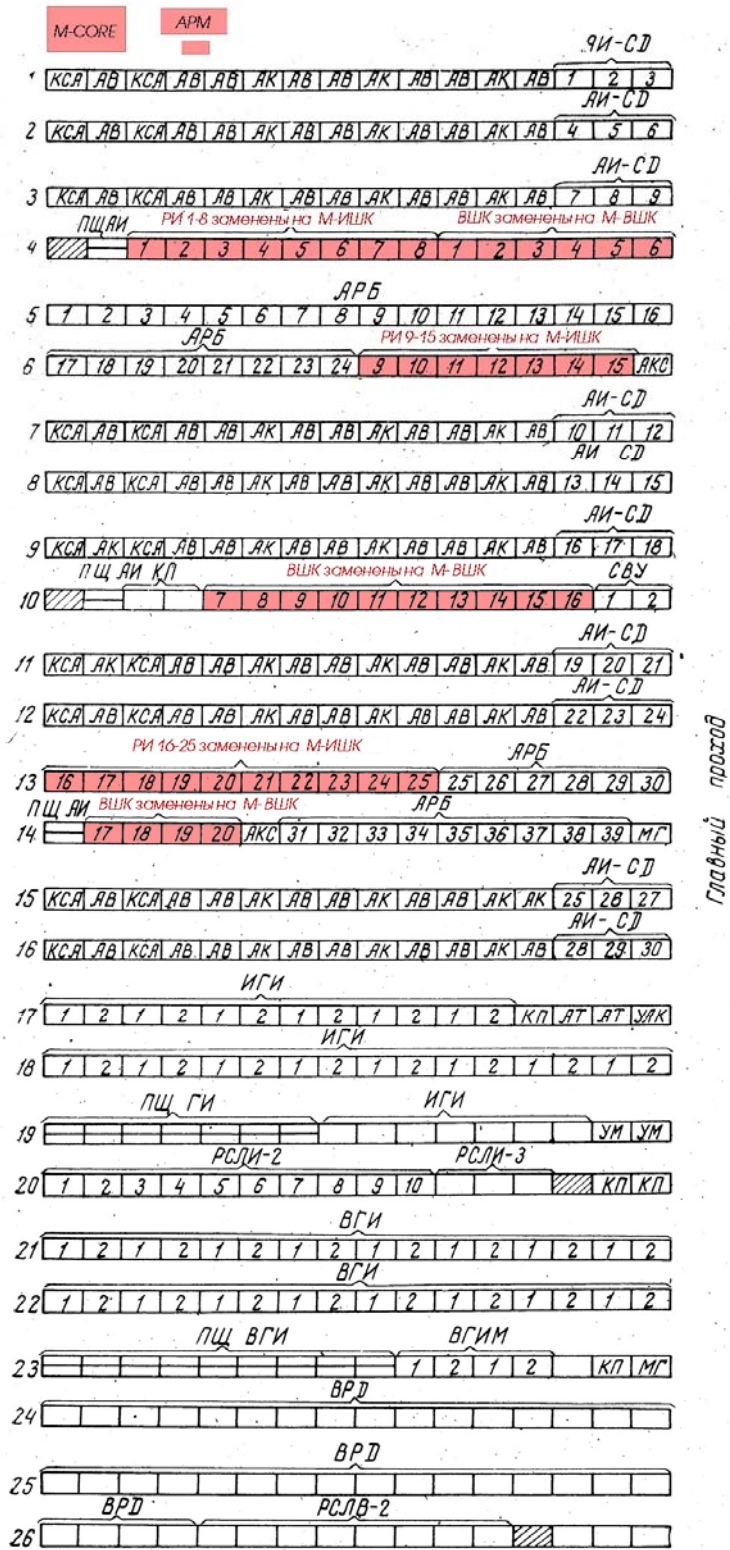 M-CORE АРМ
ЯИ-СD
1 КСА АВ КСА АВ АВ АК АВ АВ АК АВ АВ АК АВ 1 2 3
АИ-СD
2 КСА АВ КСА АВ АВ АК АВ АВ АК АВ АВ АК АВ 4 5 6
АИ-СD
3 КСА АВ КСА АВ АВ АК АВ АВ АК АВ АВ АК АВ 7 8 9
ПЩАИ РИ 1-8 заменены на М-ИШК ВШК заменены на М-ВШК
4 1 2 3 4 5 6 7 8 1 2 3 4 5 6
АРБ
5 1 2 3 4 5 6 7 8 9 10 11 12 13 14 15 16
АРБ РИ 9-15 заменены на М-ИШК
6 17 18 19 20 21 22 23 24 9 10 11 12 13 14 15 АКС
АИ-СD
7 КСА АВ КСА АВ АВ АК АВ АВ АК АВ АВ АК АВ 10 11 12
АИ СD
8 КСА АВ КСА АВ АВ АК АВ АВ АК АВ АВ АК АВ 13 14 15
АИ-СD
9 КСА АК КСА АВ АВ АК АВ АВ АК АВ АВ АК АВ 16 17 18
ПЩ АИ КП ВШК заменены на М-ВШК СВУ
10 7 8 9 10 11 12 13 14 15 16 1 2
АИ-СD
11 КСА АК КСА АВ АВ АК АВ АВ АК АВ АВ АК АВ 19 20 21
АИ-СD
12 КСА АВ КСА АВ АВ АК АВ АВ АК АВ АВ АК АВ 22 23 24
РИ 16-25 заменены на М-ИШК АРБ
13 16 17 18 19 20 21 22 23 24 25 25 26 27 28 29 30
ПЩ АИ ВШК заменены на М-ВШК АРБ
14 17 18 19 20 АКС 31 32 33 34 35 36 37 38 39 МГ
АИ-СD
15 КСА АВ КСА АВ АВ АК АВ АВ АК АВ АВ АК АК 25 26 27
АИ-СD
16 КСА АВ КСА АВ АВ АК АВ АВ АК АВ АВ АК АВ 28 29 30
ИГИ
17 1 2 1 2 1 2 1 2 1 2 1 2 КП АТ АТ УАК
ИГИ
18 1 2 1 2 1 2 1 2 1 2 1 2 1 2 1 2
ПЩ ГИ ИГИ
19 УМ УМ
РСЛИ-2 РСЛИ-3
20 1 2 3 4 5 6 7 8 9 10 КП КП
ВГИ
21 1 2 1 2 1 2 1 2 1 2 1 2 1 2 1 2
ВГИ
22 1 2 1 2 1 2 1 2 1 2 1 2 1 2 1 2
ПЩ ВГИ ВГИМ
23 1 2 1 2 КП МГ
ВРD
24
ВРD
25
ВРD РСЛВ-2
26
Главный проход